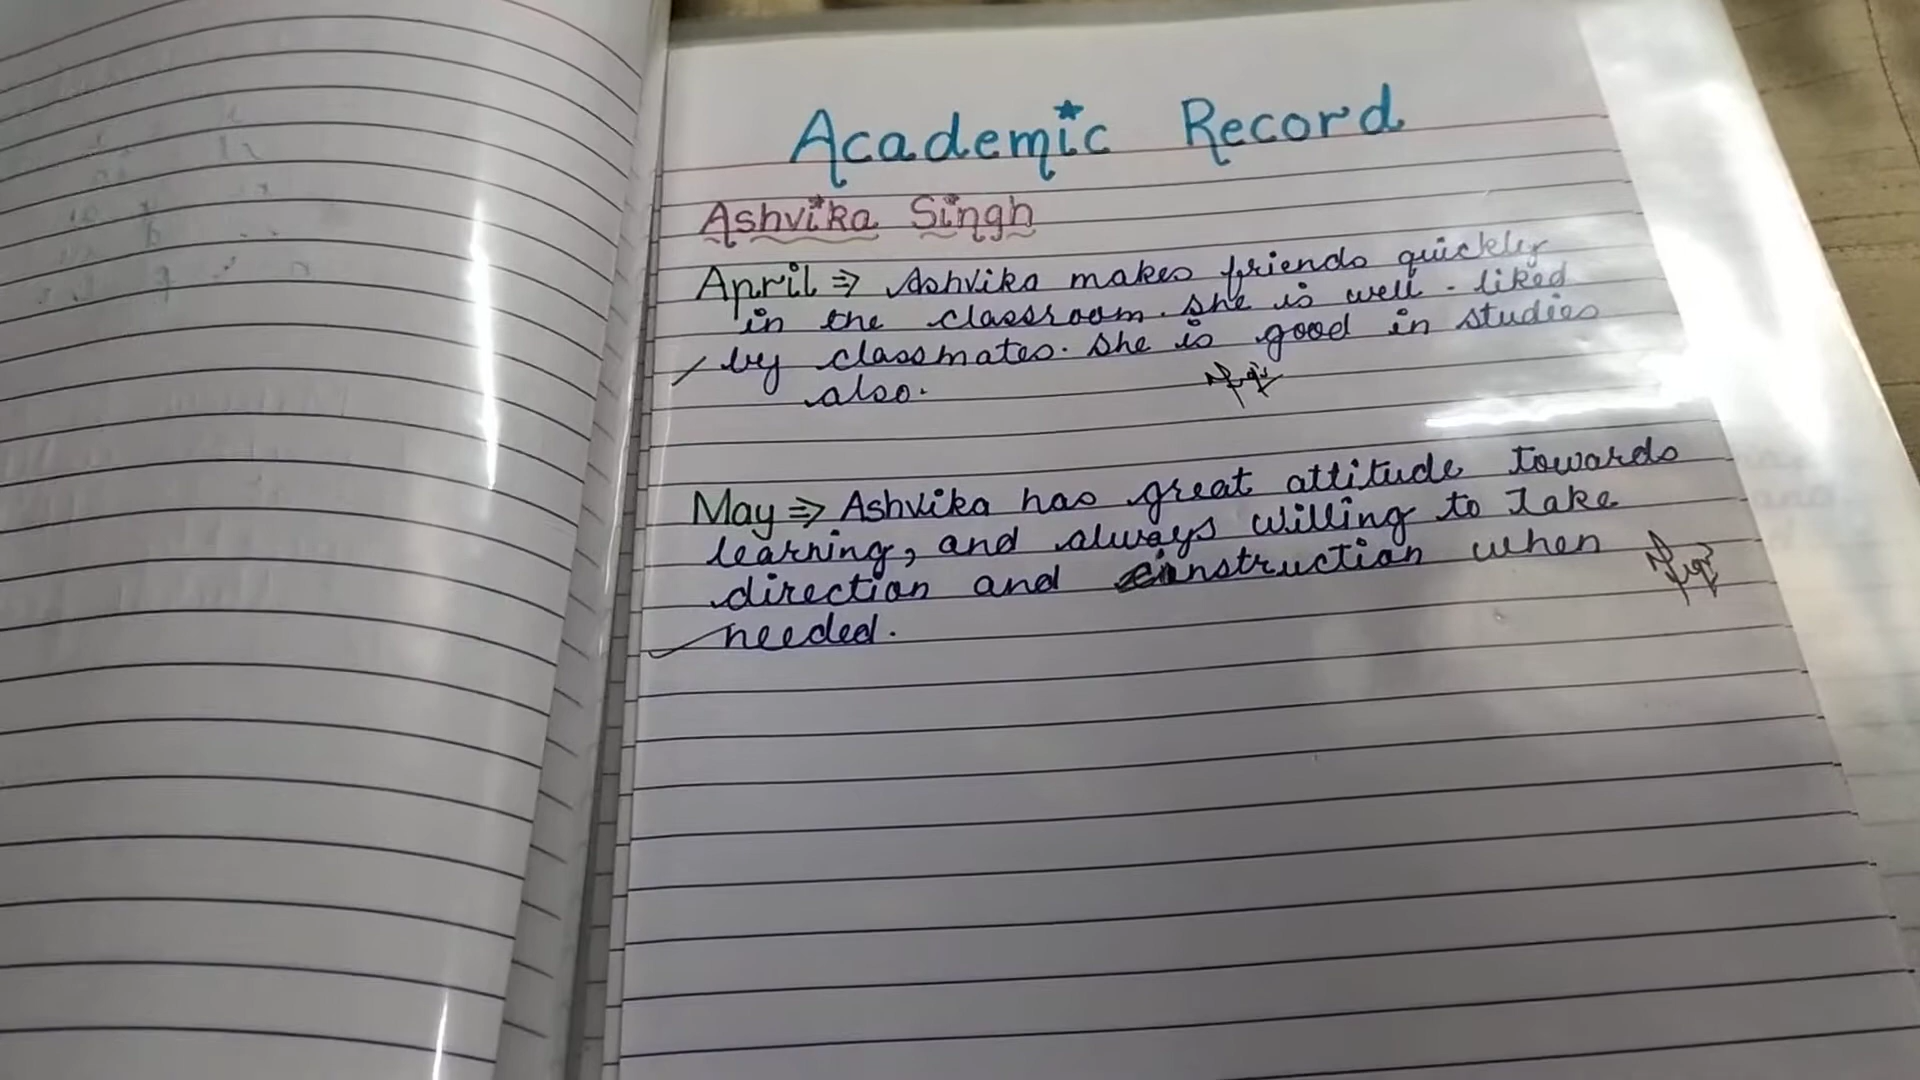 Academic Record
Ashvika Singh
April ⇒ Ashvika makes friends quickly
in the classroom. She is well - liked
by classmates. She is good in studies
also.
May ⇒ Ashvika has great attitude towards
learning, and always willing to take
direction and instruction when
needed.